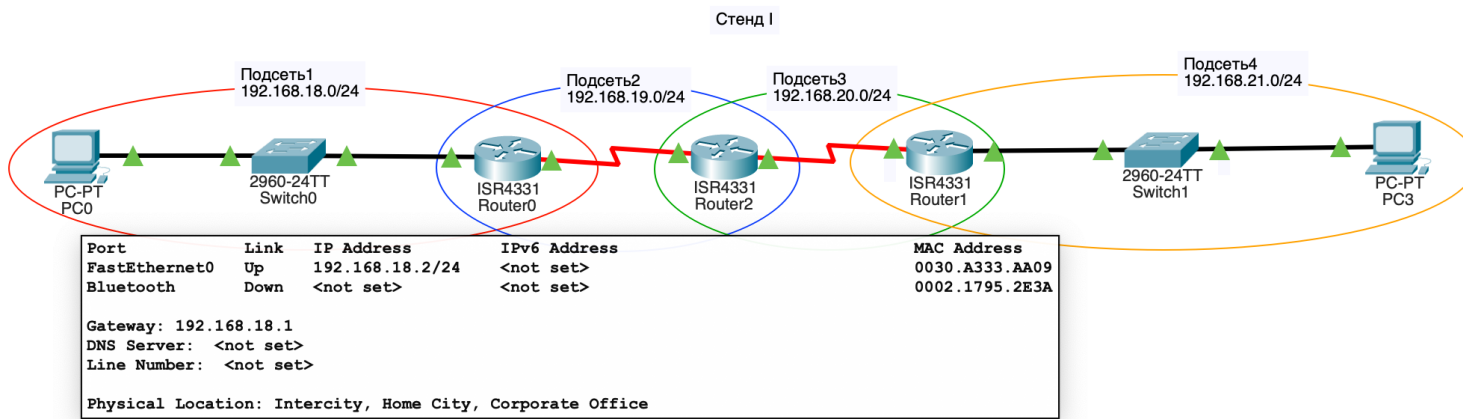 Стенд I
Подсеть1
192.168.18.0/24
Подсеть2
192.168.19.0/24
Подсеть3
192.168.20.0/24
Подсеть4
192.168.21.0/24
PC-PT
PC0
2960-24TT
Switch0
ISR4331
Router0
ISR4331
Router2
ISR4331
Router1
2960-24TT
Switch1
PC-PT
PC3
Port Link IP Address IPv6 Address MAC Address
FastEthernet0 Up 192.168.18.2/24 <not set> 0030.A333.AA09
Bluetooth Down <not set> <not set> 0002.1795.2E3A
Gateway: 192.168.18.1
DNS Server: <not set>
Line Number: <not set>
Physical Location: Intercity, Home City, Corporate Office